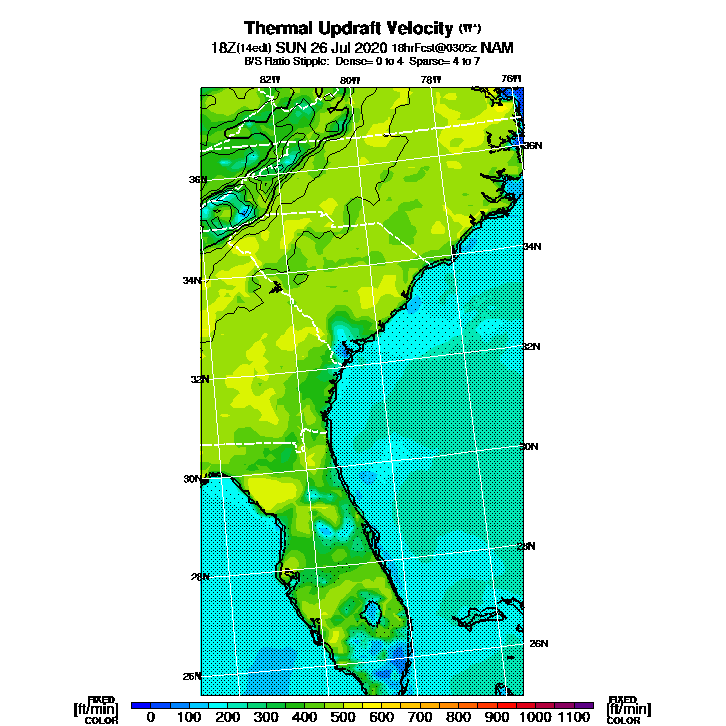 Thermal Updraft Velocity (W*)
18Z(14edt) SUN 26 Jul 2020 18hrFcst@0305z NAM
B/S Ratio Stipple: Dense= 0 to 4 Sparse= 4 to 7
82W 80W 78W 76W
36N
36N
34N
34N
32N
32N
30N
30N
28N
28N
26N
26N
FIXED FIXED
[ft/min] 0 100 200 300 400 500 600 700 800 900 1000 1100 [ft/min]
COLOR COLOR